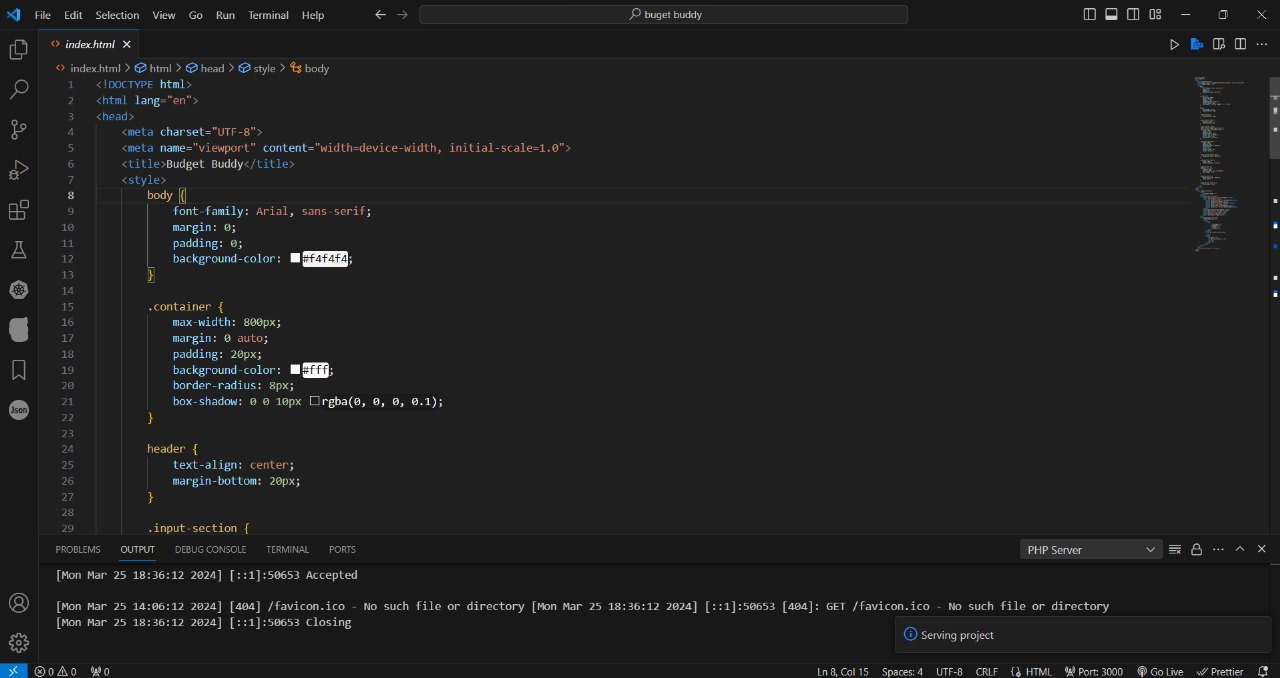 File Edit Selection View Go Run Terminal Help
buget buddy
index.html
index.html > html > head > style > body
1 <!DOCTYPE html>
2 <html lang="en">
3 <head>
4 <meta charset="UTF-8">
5 <meta name="viewport" content="width=device-width, initial-scale=1.0">
6 <title>Budget Buddy</title>
7 <style>
8 body {
9 font-family: Arial, sans-serif;
10 margin: 0;
11 padding: 0;
12 background-color: #f4f4f4;
13 }
14
15 .container {
16 max-width: 800px;
17 margin: 0 auto;
18 padding: 20px;
19 background-color: #fff;
20 border-radius: 8px;
21 box-shadow: 0 0 10px rgba(0, 0, 0, 0.1);
22 }
23
24 header {
25 text-align: center;
26 margin-bottom: 20px;
27 }
28
29 .input-section {
Json
PROBLEMS OUTPUT DEBUG CONSOLE TERMINAL PORTS
PHP Server
[Mon Mar 25 18:36:12 2024] [::1]:50653 Accepted
[Mon Mar 25 14:06:12 2024] [404] /favicon.ico - No such file or directory [Mon Mar 25 18:36:12 2024] [::1]:50653 [404]: GET /favicon.ico - No such file or directory
[Mon Mar 25 18:36:12 2024] [::1]:50653 Closing
Serving project
0 0 0 Ln 8, Col 15 Spaces: 4 UTF-8 CRLF HTML Port: 3000 Go Live Prettier